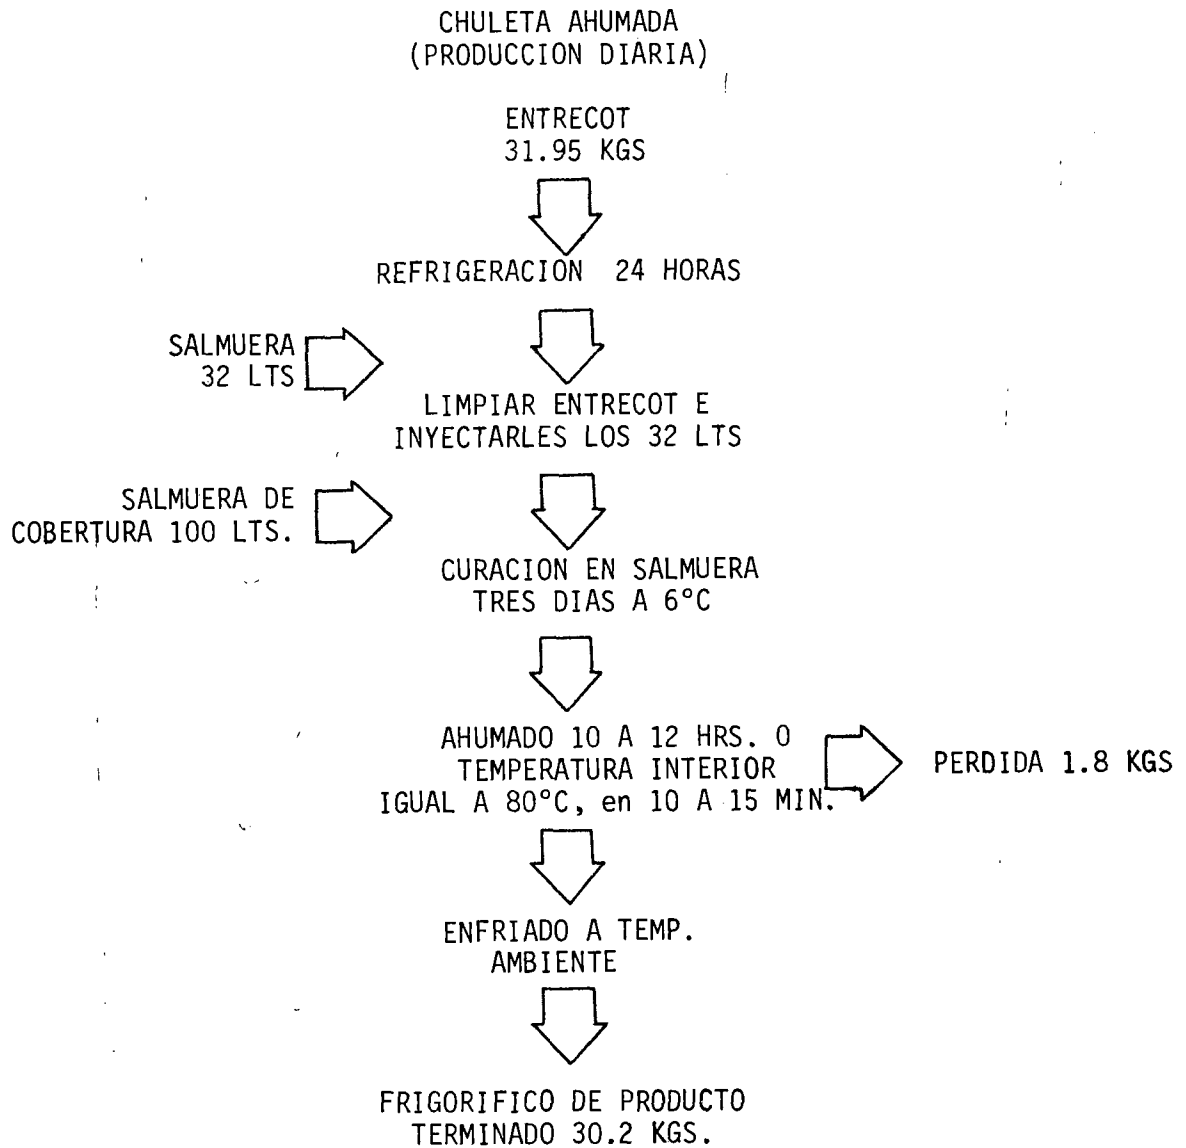 CHULETA AHUMADA
(PRODUCCION DIARIA)
ENTRECOT
31.95 KGS
REFRIGERACION 24 HORAS
SALMUERA
32 LTS
LIMPIAR ENTRECOT E
INYECTARLES LOS 32 LTS
SALMUERA DE
COBERTURA 100 LTS.
CURACION EN SALMUERA
TRES DIAS A 6°C
AHUMADO 10 A 12 HRS. O
TEMPERATURA INTERIOR
IGUAL A 80°C, en 10 A 15 MIN.
PERDIDA 1.8 KGS
ENFRIADO A TEMP.
AMBIENTE
FRIGORIFICO DE PRODUCTO
TERMINADO 30.2 KGS.